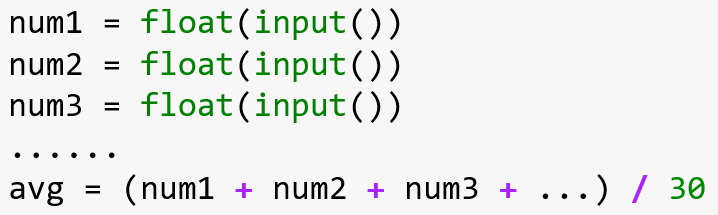 num1 = float(input())
num2 = float(input())
num3 = float(input())
......
avg = (num1 + num2 + num3 + ...) / 30